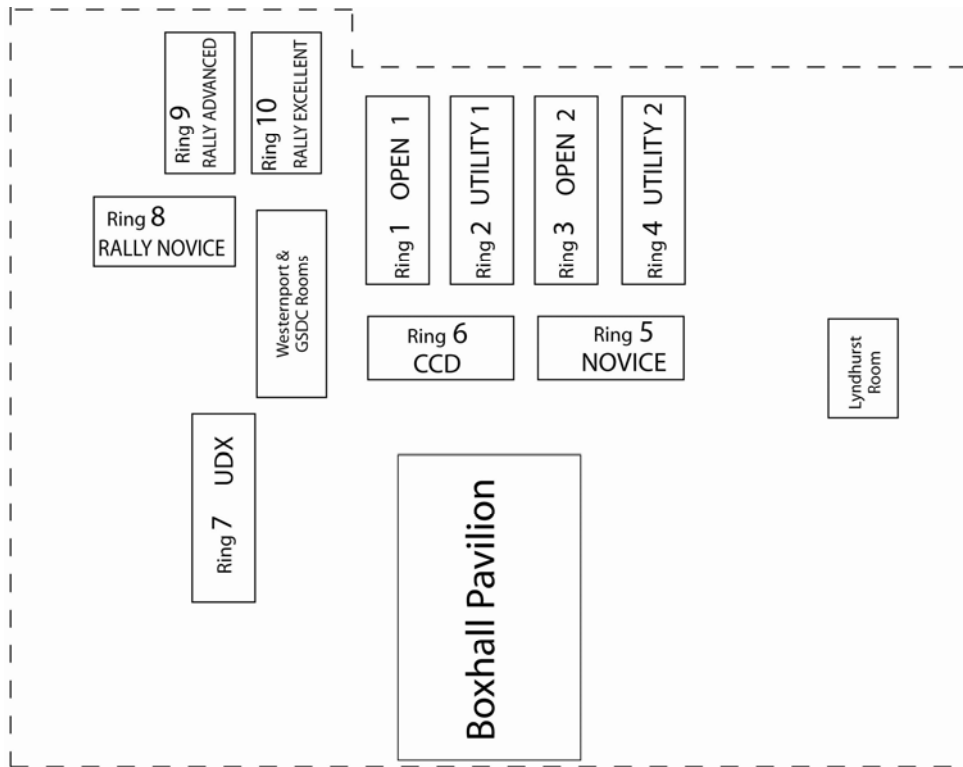 Ring 9
RALLY ADVANCED
Ring 10
RALLY EXCELLENT
Ring 1 OPEN 1
Ring 2 UTILITY 1
Ring 3 OPEN 2
Ring 4 UTILITY 2
Ring 8
RALLY NOVICE
Westernport &
GSDC Rooms
Ring 6
CCD
Ring 5
NOVICE
Lyndhurst
Room
Ring 7 UDX
Boxhall Pavilion